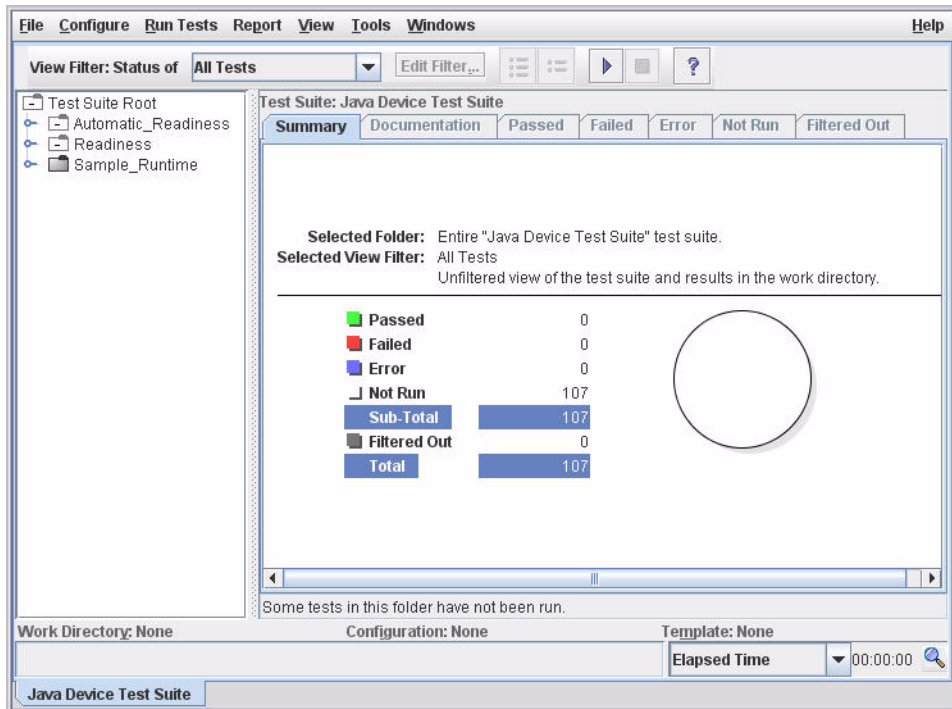 File Configure Run Tests Report View Tools Windows Help
View Filter: Status of All Tests Edit Filter... ?
Test Suite Root
Automatic_Readiness
Readiness
Sample_Runtime
Test Suite: Java Device Test Suite
Summary Documentation Passed Failed Error Not Run Filtered Out
Selected Folder: Entire "Java Device Test Suite" test suite.
Selected View Filter: All Tests
Unfiltered view of the test suite and results in the work directory.
Passed 0
Failed 0
Error 0
Not Run 107
Sub-Total 107
Filtered Out 0
Total 107
Some tests in this folder have not been run.
Work Directory: None Configuration: None Template: None
Elapsed Time 00:00:00
Java Device Test Suite